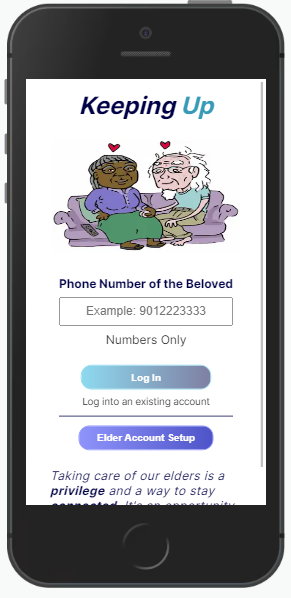 Keeping Up
Phone Number of the Beloved
Example: 9012223333
Numbers Only
Log In
Log into an existing account
Elder Account Setup
Taking care of our elders is a
privilege and a way to stay
connected. It's an opportunity